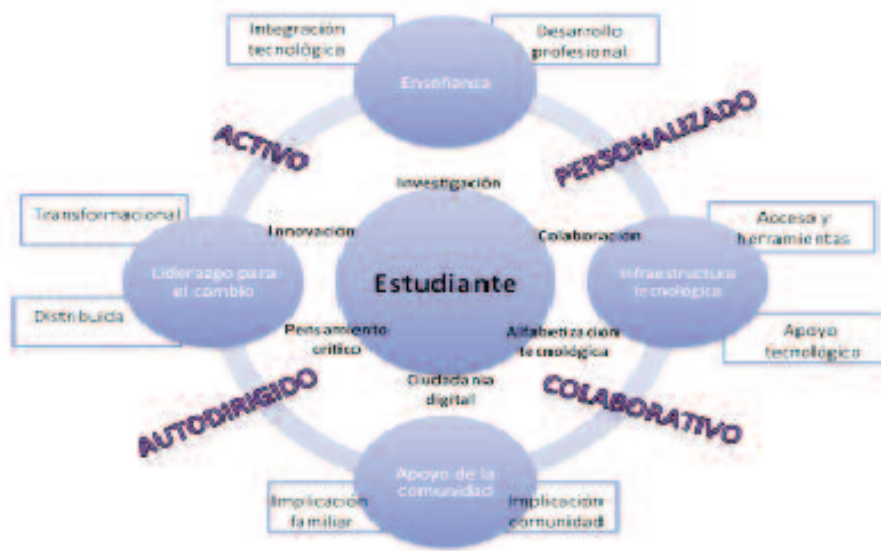 Integración
tecnológica
Desarrollo
profesional
Enseñanza
ACTIVO
PERSONALIZADO
Investigación
Transformacional
Innovación
Colaboración
Acceso y
herramientas
Liderazgo para
el cambio
Estudiante
Infraestructura
tecnológica
Distribuida
Pensamiento
crítico
Alfabetización
tecnológica
Apoyo
tecnológico
Ciudadanía
digital
AUTODIRIGIDO
COLABORATIVO
Apoyo de la
comunidad
Implicación
familiar
Implicación
comunidad